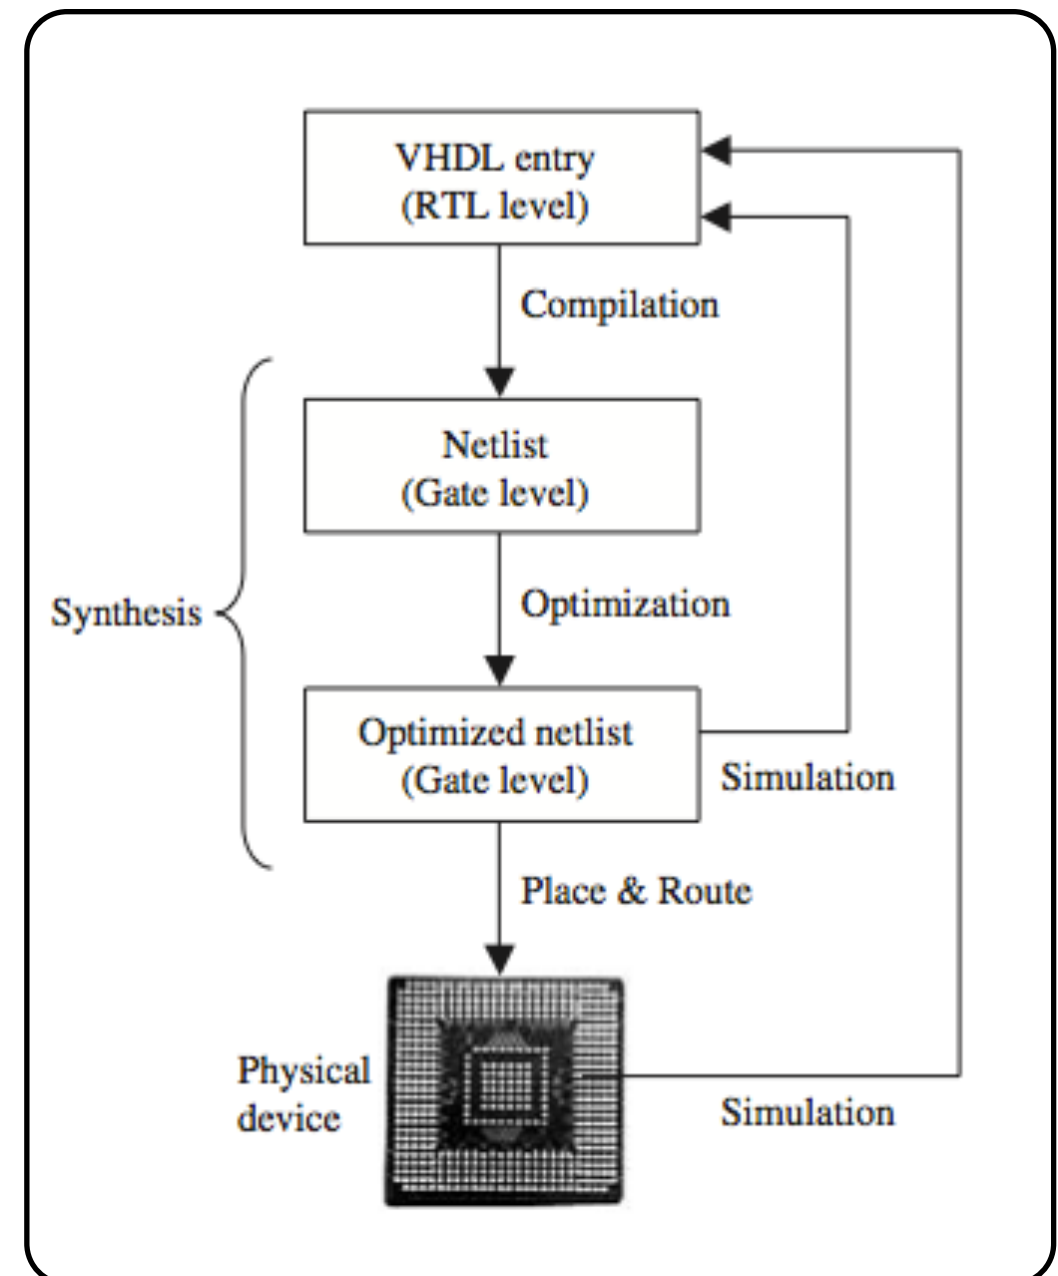 VHDL entry
(RTL level)
Compilation
Netlist
(Gate level)
Synthesis
Optimization
Optimized netlist
(Gate level)
Simulation
Place & Route
Physical
device
Simulation